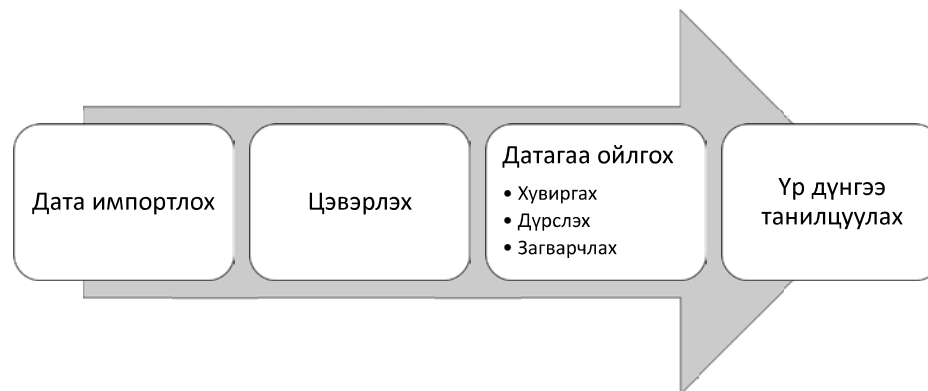 Дата импортлох
Цэвэрлэх
Датагаа ойлгох
• Хувиргах
• Дүрслэх
• Загварчлах
Үр дүнгээ
танилцуулах